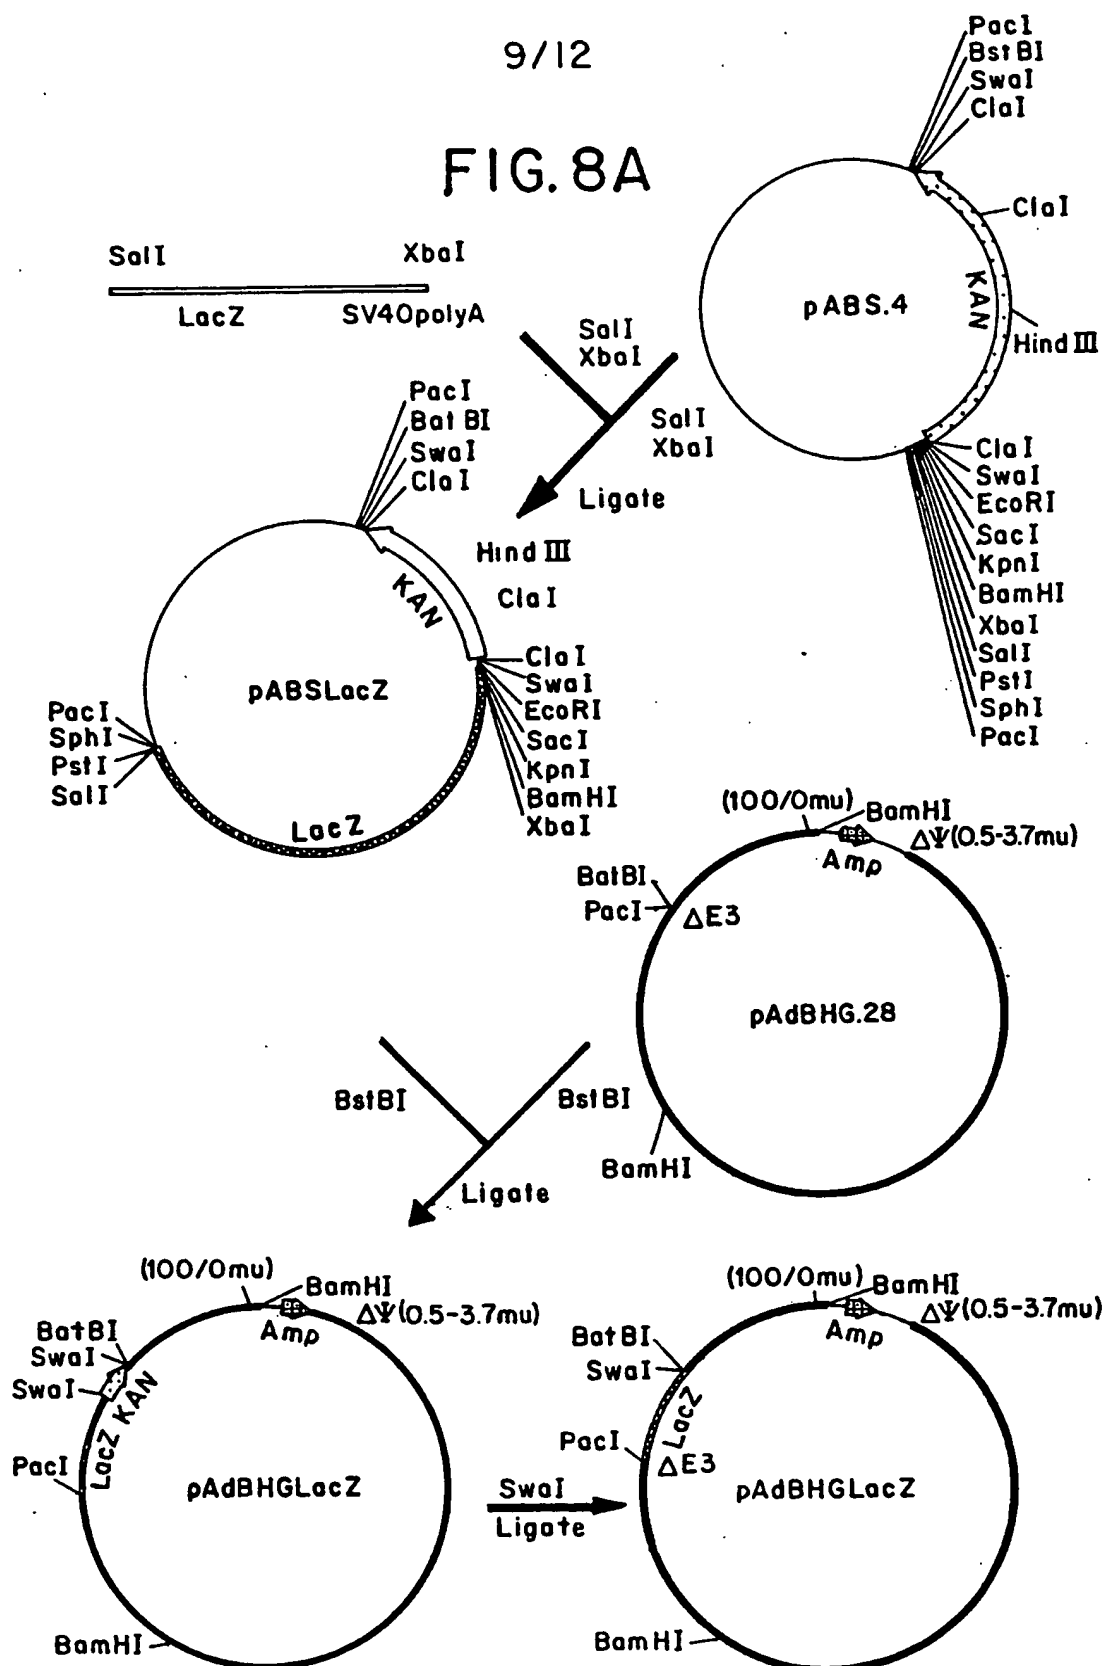 9/12
FIG. 8A
PacI
BstBI
SwaI
ClaI
ClaI
KAN
pABS.4
Hind III
ClaI
SwaI
EcoRI
SacI
KpnI
BamHI
XbaI
SalI
PstI
SphI
PacI
SalI
XbaI
LacZ
SV40polyA
SalI
XbaI
SalI
XbaI
Ligate
PacI
BatBI
SwaI
ClaI
Hind III
ClaI
KAN
pABSLacZ
ClaI
SwaI
EcoRI
SacI
KpnI
BamHI
XbaI
PacI
SphI
PstI
SalI
LacZ
(100/0mu)
BamHI
ΔΨ(0.5-3.7mu)
Amp
BatBI
PacI
ΔE3
pAdBHG.28
BamHI
BstBI
BstBI
Ligate
(100/0mu)
BamHI
ΔΨ(0.5-3.7mu)
Amp
BatBI
SwaI
SwaI
KAN
LacZ
PacI
pAdBHGLacZ
BamHI
SwaI
Ligate
(100/0mu)
BamHI
ΔΨ(0.5-3.7mu)
Amp
BatBI
SwaI
LacZ
PacI
ΔE3
pAdBHGLacZ
BamHI